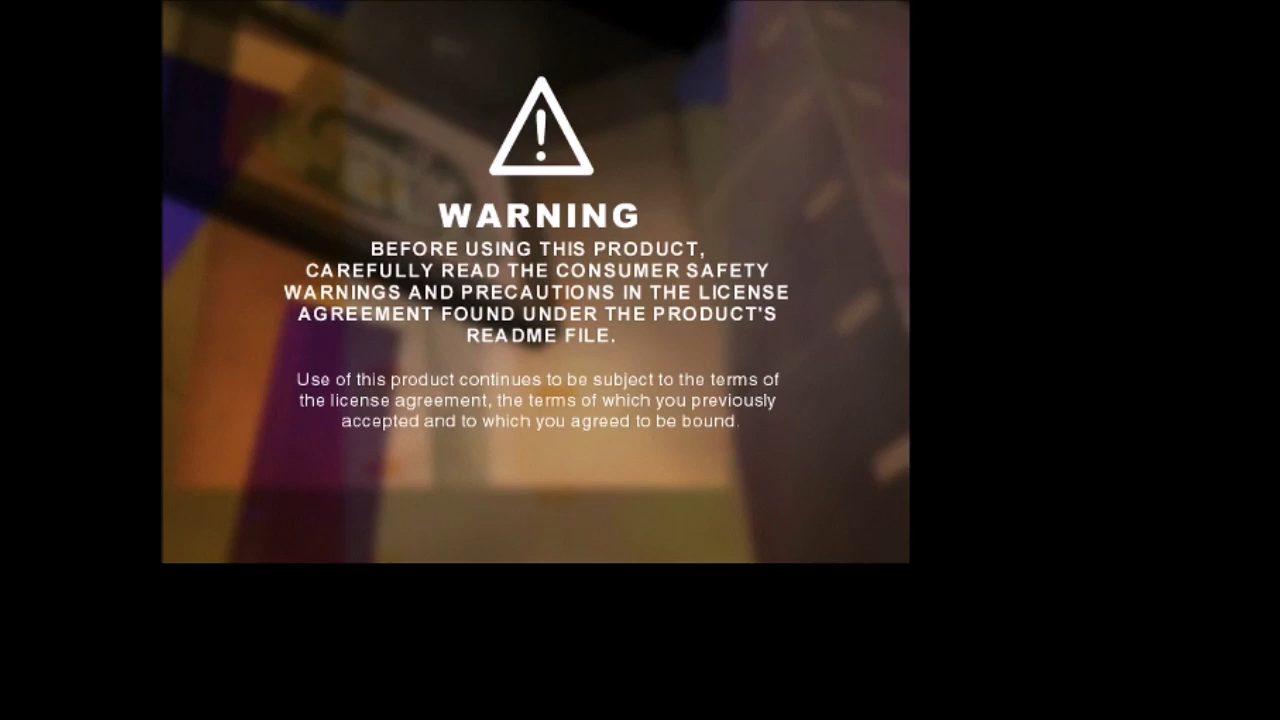 WARNING
BEFORE USING THIS PRODUCT,
CAREFULLY READ THE CONSUMER SAFETY
WARNINGS AND PRECAUTIONS IN THE LICENSE
AGREEMENT FOUND UNDER THE PRODUCT'S
README FILE.
Use of this product continues to be subject to the terms of
the license agreement, the terms of which you previously
accepted and to which you agreed to be bound.